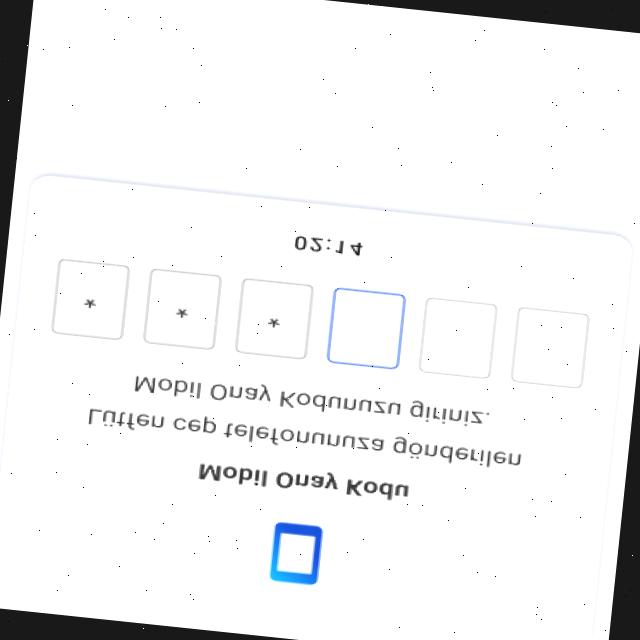 Mobil Onay Kodu
Lütfen cep telefonunuza gönderilen
Mobil Onay Kodunuzu giriniz.
* * *
02:14